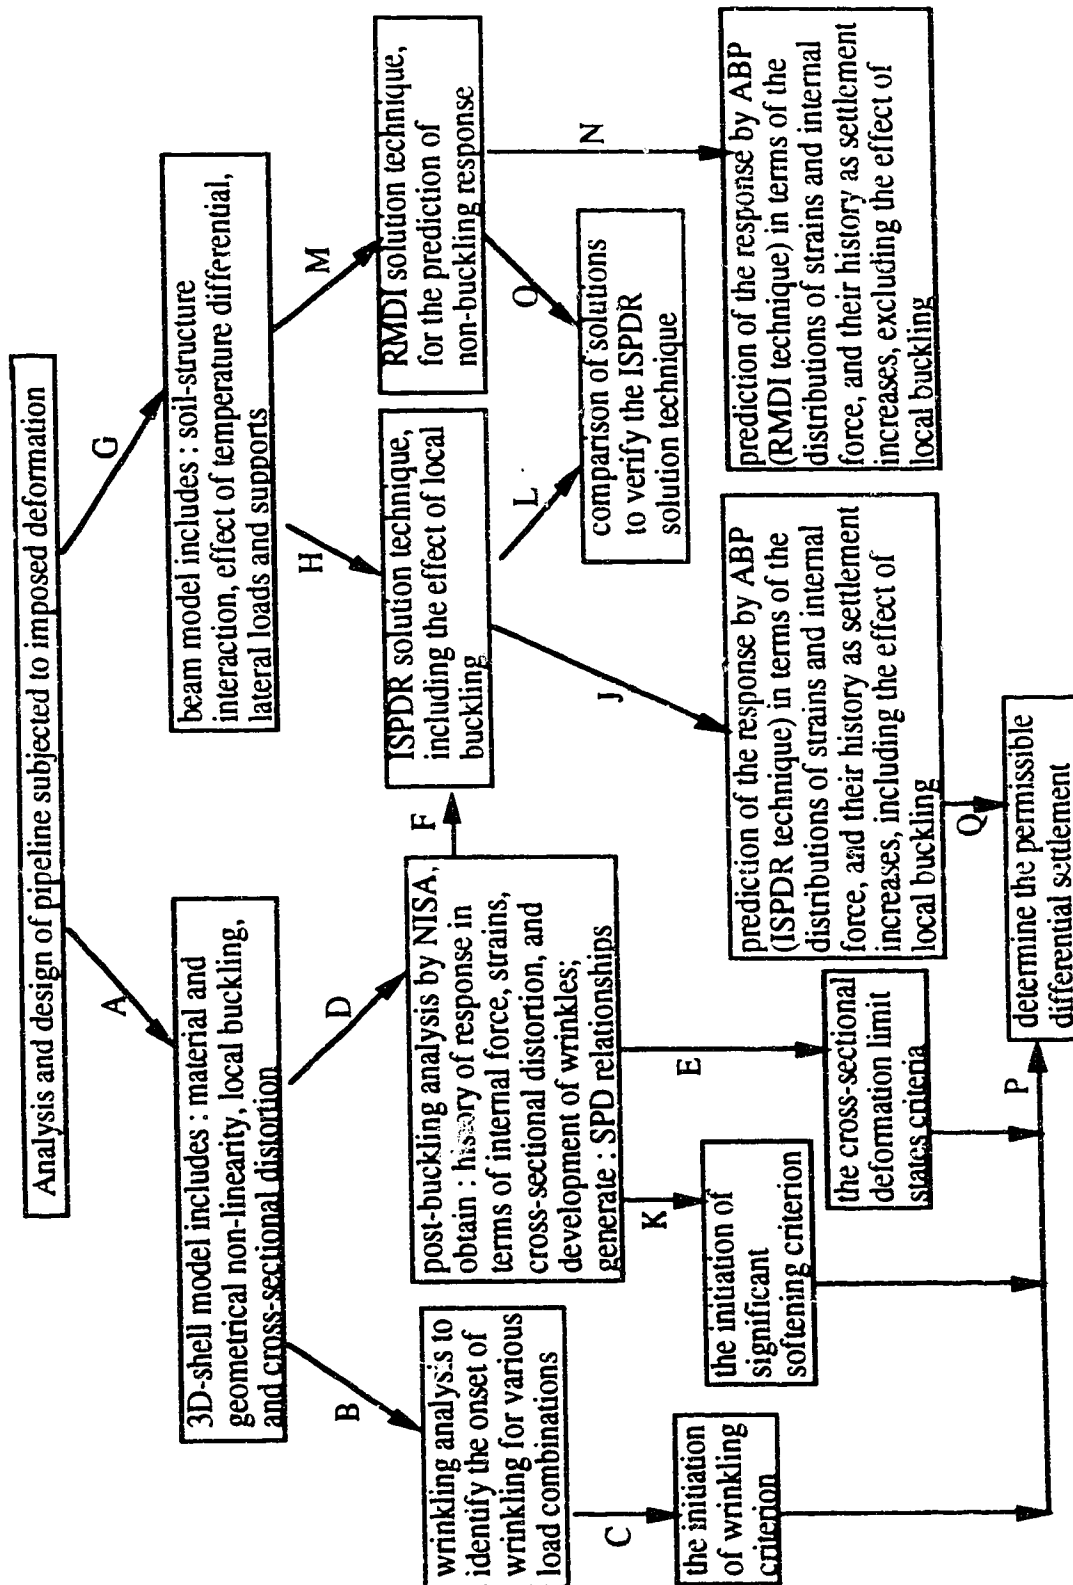 Analysis and design of pipeline subjected to imposed deformation
A
G
3D-shell model includes : material and
geometrical non-linearity, local buckling,
and cross-sectional distortion
beam model includes : soil-structure
interaction, effect of temperature differential,
lateral loads and supports
B
D
H
M
wrinkling analysis to
identify the onset of
wrinkling for various
load combinations
post-buckling analysis by NISA,
obtain : history of response in
terms of internal force, strains,
cross-sectional distortion, and
development of wrinkles;
generate : SPD relationships
F
ISPDR solution technique,
including the effect of local
buckling
RMDI solution technique,
for the prediction of
non-buckling response
C
K
E
J
L
O
N
comparison of solutions
to verify the ISPDR
solution technique
the initiation
of wrinkling
criterion
the initiation of
significant
softening criterion
the cross-sectional
deformation limit
states criteria
prediction of the response by ABP
(ISPDR technique) in terms of the
distributions of strains and internal
force, and their history as settlement
increases, including the effect of
local buckling
prediction of the response by ABP
(RMDI technique) in terms of the
distributions of strains and internal
force, and their history as settlement
increases, excluding the effect of
local buckling
P
Q
determine the permissible
differential settlement